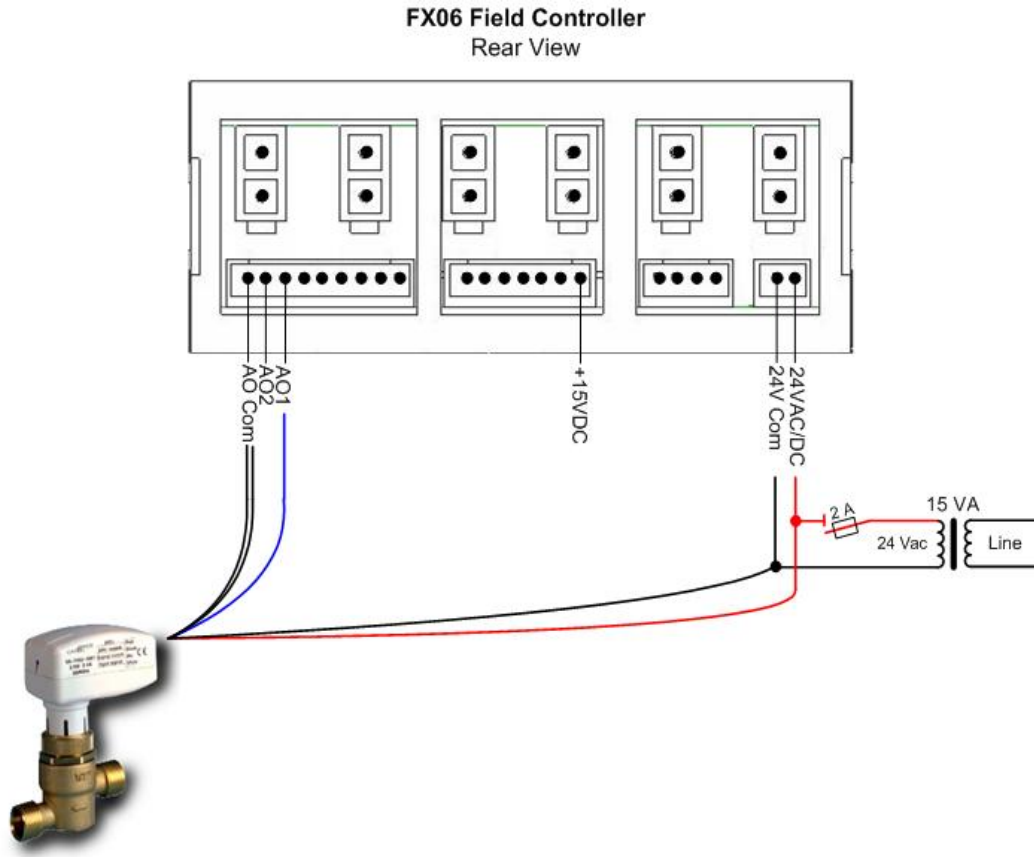 FX06 Field Controller
Rear View
AO Com
AO2
AO1
+15VDC
24V Com
24VAC/DC
2 A
15 VA
24 Vac
Line